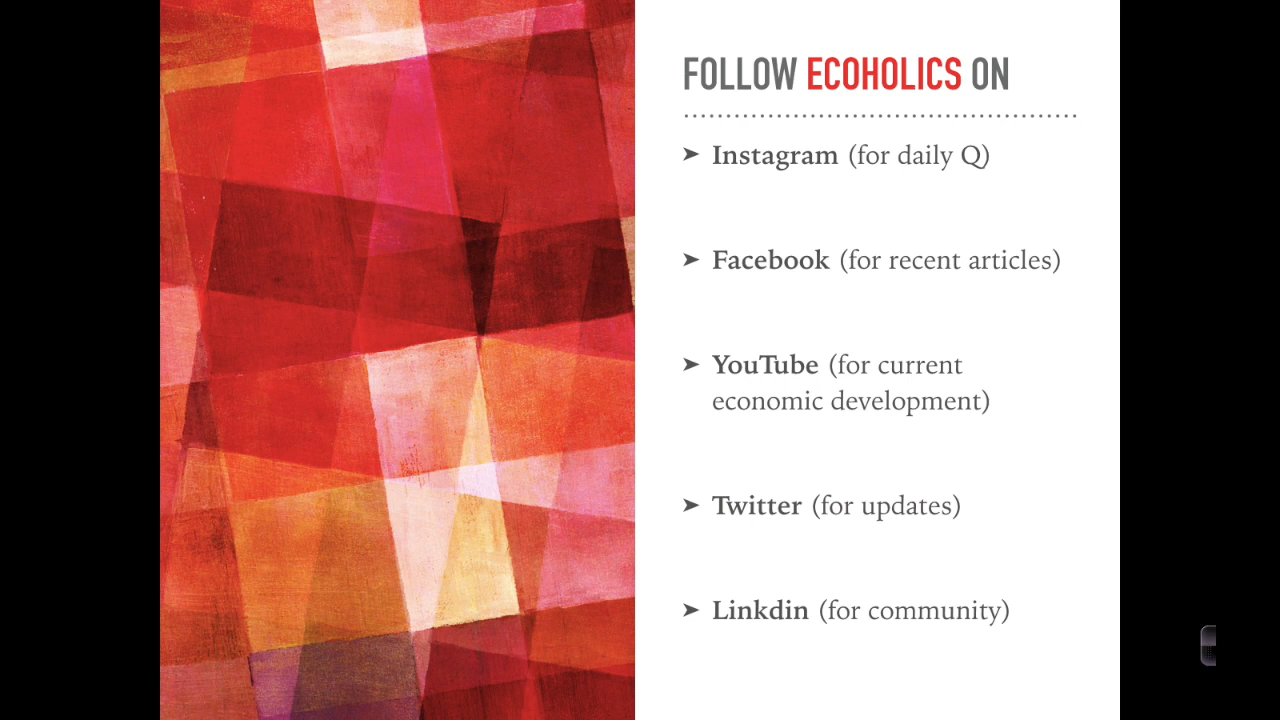 FOLLOW ECOHOLICS ON
➤ Instagram (for daily Q)
➤ Facebook (for recent articles)
➤ YouTube (for current
economic development)
➤ Twitter (for updates)
➤ Linkdin (for community)